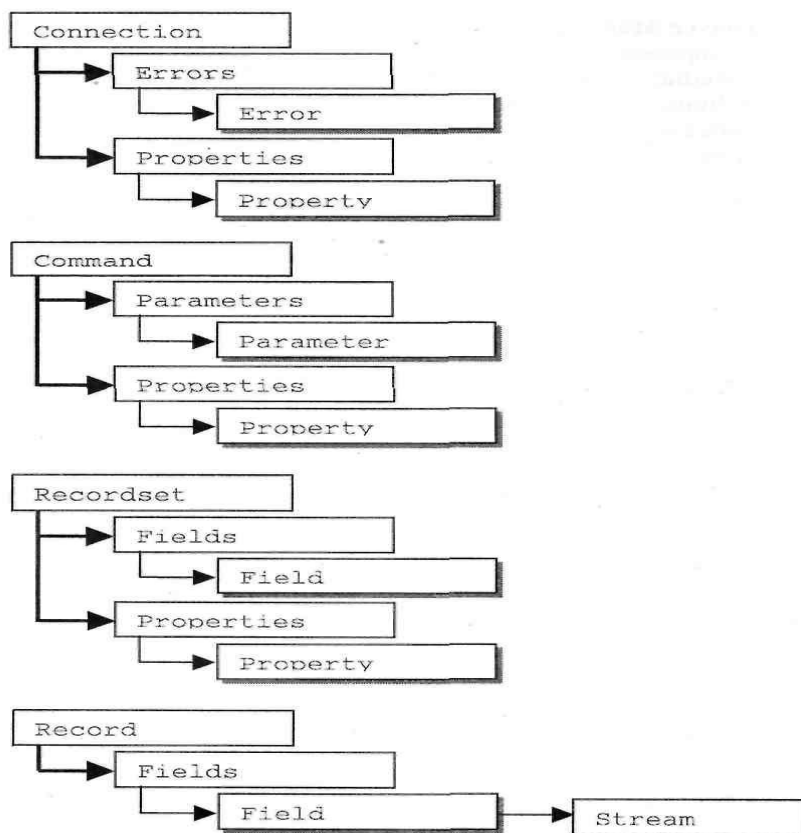 Connection
Errors
Error
Properties
Property
Command
Parameters
Parameter
Properties
Property
Recordset
Fields
Field
Properties
Property
Record
Fields
Field
Stream